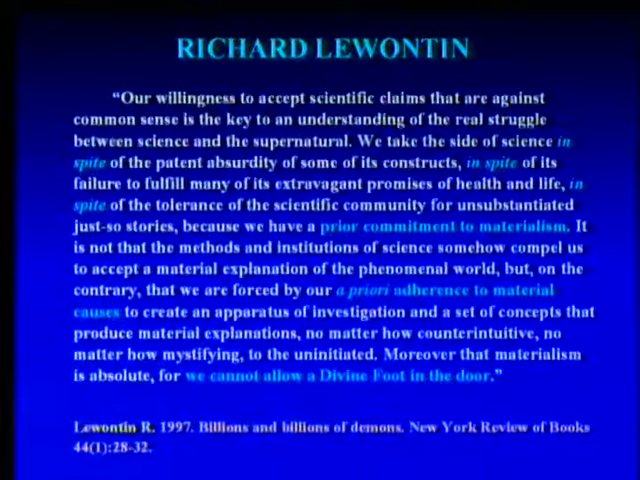 RICHARD LEWONTIN
“Our willingness to accept scientific claims that are against
common sense is the key to an understanding of the real struggle
between science and the supernatural. We take the side of science in
spite of the patent absurdity of some of its constructs, in spite of its
failure to fulfill many of its extravagant promises of health and life, in
spite of the tolerance of the scientific community for unsubstantiated
just-so stories, because we have a prior commitment to materialism. It
is not that the methods and institutions of science somehow compel us
to accept a material explanation of the phenomenal world, but, on the
contrary, that we are forced by our a priori adherence to material
causes to create an apparatus of investigation and a set of concepts that
produce material explanations, no matter how counterintuitive, no
matter how mystifying, to the uninitiated. Moreover that materialism
is absolute, for we cannot allow a Divine Foot in the door.”
Lewontin R. 1997. Billions and billions of demons. New York Review of Books
44(1):28-32.